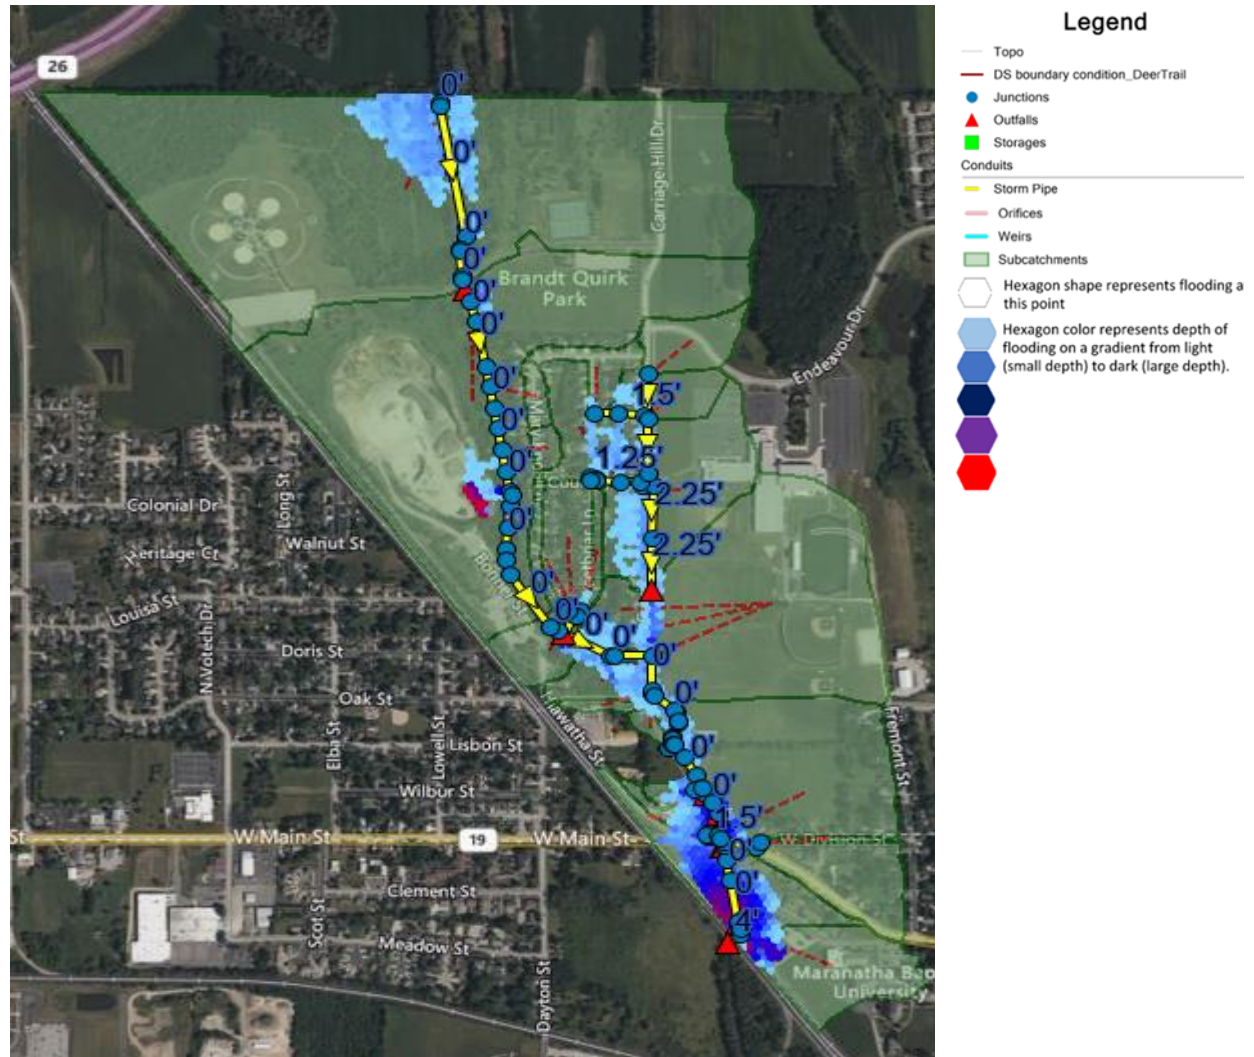 Legend
Topo
DS boundary condition_DeerTrail
Junctions
Outfalls
Storages
Conduits
Storm Pipe
Orifices
Weirs
Subcatchments
Hexagon shape represents flooding a
this point
Hexagon color represents depth of
flooding on a gradient from light
(small depth) to dark (large depth).
26
0'
0'
Carriage Hill Dr
0'
0'
Brandt Quirk
Park
0'
0'
Endeavour Dr
0'
1.5'
0'
1.25'
0'
Cou
2.25'
Colonial Dr
Long St
0'
Walnut St
2.25'
Heritage Ct
0'
Louisa St
0'
0'
0'
N Votech Dr
Doris St
0'
Oak St
0'
Hiawatha St
Fremont St
Elba St
Lowell St
Lisbon St
0'
Wilbur St
0'
1.5'
St
W Main St
19
W Main St
0'
W Division St
Clement St
0'
Scot St
Meadow St
4'
Dayton St
Maranatha Bap
University